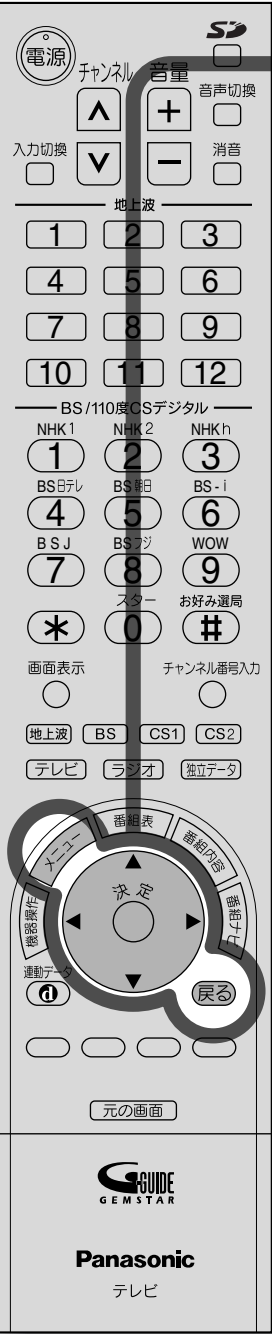 SD
電源
チャンネル 音量
音声切換
入力切換
消音
地上波
1 2 3
4 5 6
7 8 9
10 11 12
BS/110度CSデジタル
NHK1 NHK2 NHKh
1 2 3
BS日テレ BS朝日 BS-i
4 5 6
BSJ BSフジ WOW
7 8 9
スター お好み選局
* 0 #
画面表示 チャンネル番号入力
地上波 BS CS1 CS2
テレビ ラジオ 独立データ
メニュー 番組表 番組内容
機器操作 決定 番組ナビ
連動データ
d 戻る
元の画面
G-GUIDE
GEMSTAR
Panasonic
テレビ